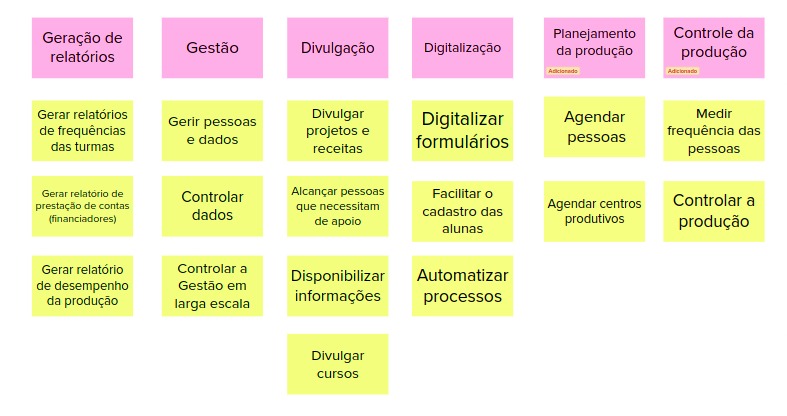 Geração de
relatórios
Gestão
Divulgação
Digitalização
Planejamento
da produção
Adicionado
Controle da
produção
Adicionado
Gerar relatórios
de frequências
das turmas
Gerir pessoas
e dados
Divulgar
projetos e
receitas
Digitalizar
formulários
Agendar
pessoas
Medir
frequência das
pessoas
Gerar relatório de
prestação de contas
(financiadores)
Controlar
dados
Alcançar pessoas
que necessitam
de apoio
Facilitar o
cadastro das
alunas
Agendar centros
produtivos
Controlar a
produção
Gerar relatório
de desempenho
da produção
Controlar a
Gestão em
larga escala
Disponibilizar
informações
Automatizar
processos
Divulgar
cursos